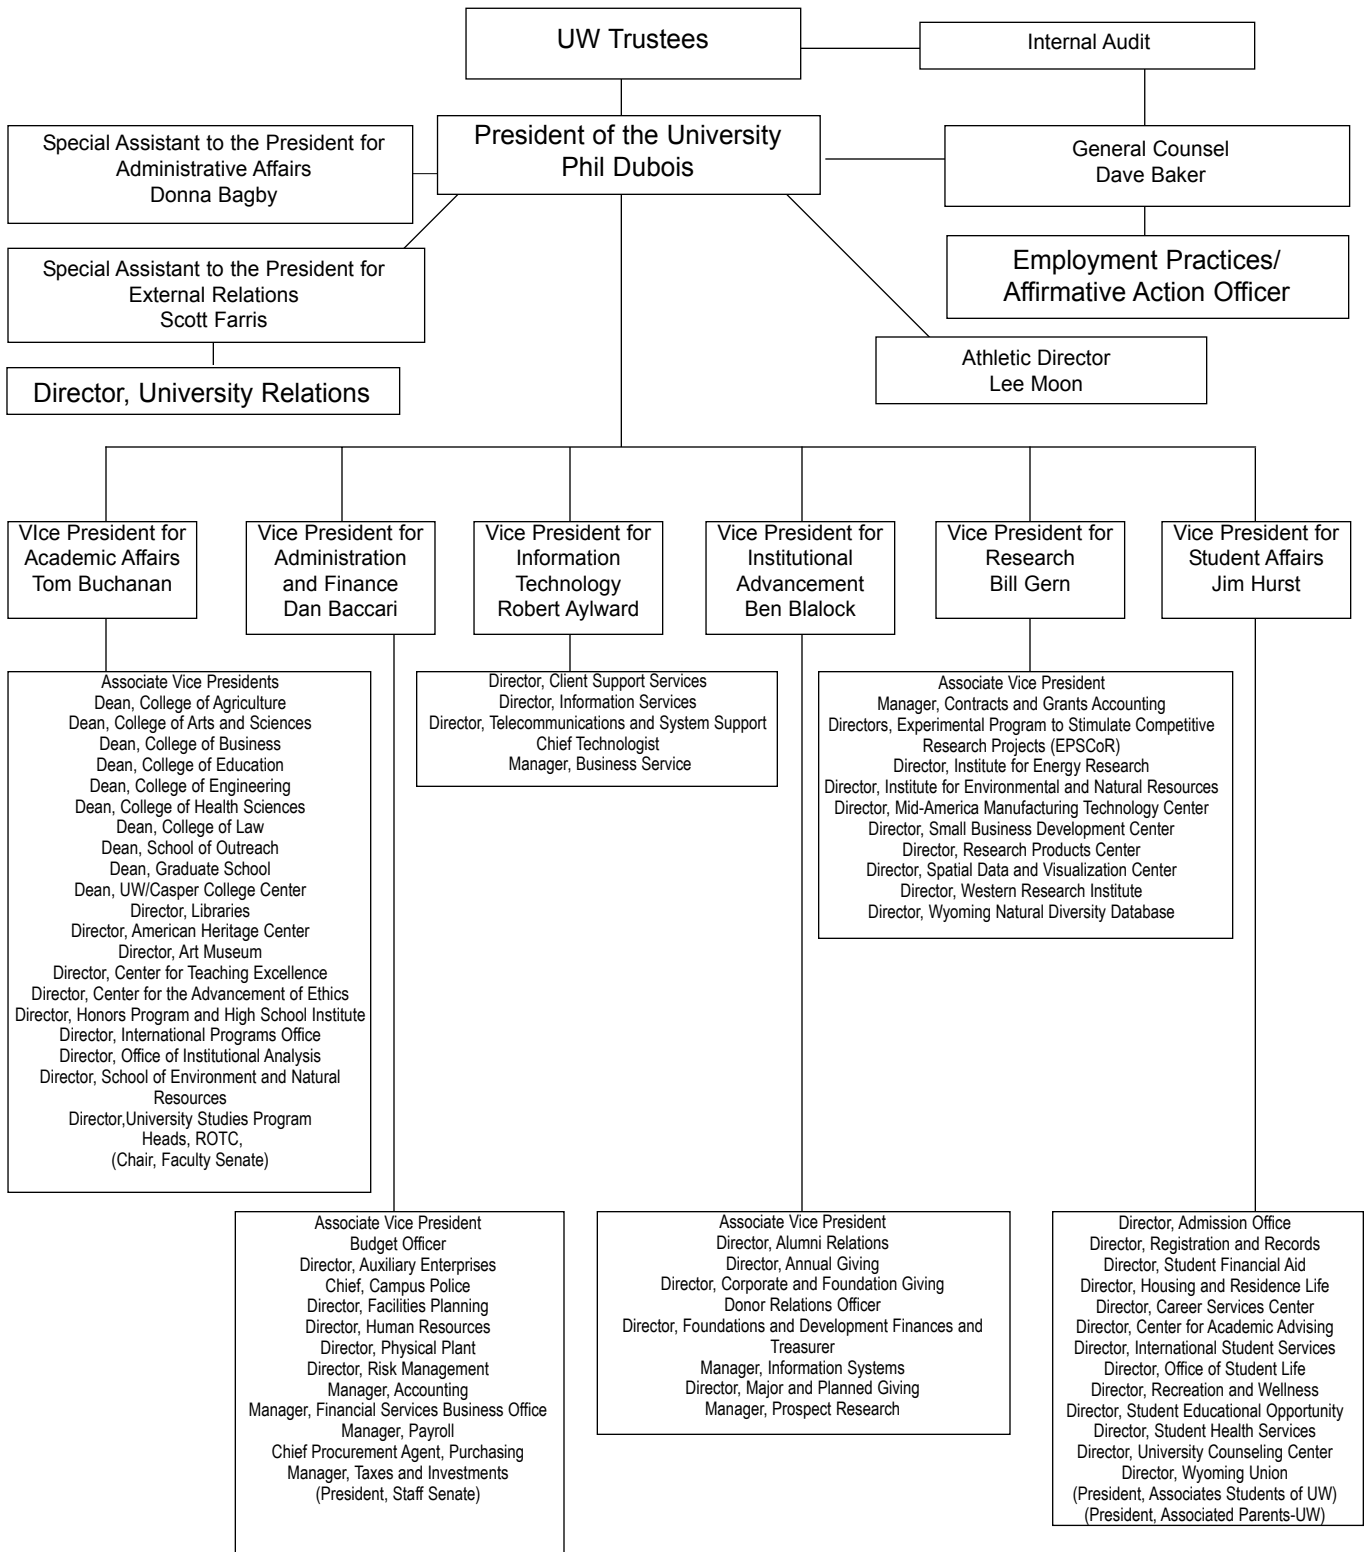 UW Trustees
Internal Audit
President of the University
Phil Dubois
Special Assistant to the President for
Administrative Affairs
Donna Bagby
General Counsel
Dave Baker
Special Assistant to the President for
External Relations
Scott Farris
Employment Practices/
Affirmative Action Officer
Athletic Director
Lee Moon
Director, University Relations
VIce President for
Academic Affairs
Tom Buchanan
Vice President for
Administration
and Finance
Dan Baccari
Vice President for
Information
Technology
Robert Aylward
Vice President for
Institutional
Advancement
Ben Blalock
Vice President for
Research
Bill Gern
Vice President for
Student Affairs
Jim Hurst
Associate Vice Presidents
Dean, College of Agriculture
Dean, College of Arts and Sciences
Dean, College of Business
Dean, College of Education
Dean, College of Engineering
Dean, College of Health Sciences
Dean, College of Law
Dean, School of Outreach
Dean, Graduate School
Dean, UW/Casper College Center
Director, Libraries
Director, American Heritage Center
Director, Art Museum
Director, Center for Teaching Excellence
Director, Center for the Advancement of Ethics
Director, Honors Program and High School Institute
Director, International Programs Office
Director, Office of Institutional Analysis
Director, School of Environment and Natural
Resources
Director,University Studies Program
Heads, ROTC,
(Chair, Faculty Senate)
Director, Client Support Services
Director, Information Services
Director, Telecommunications and System Support
Chief Technologist
Manager, Business Service
Associate Vice President
Manager, Contracts and Grants Accounting
Directors, Experimental Program to Stimulate Competitive
Research Projects (EPSCoR)
Director, Institute for Energy Research
Director, Institute for Environmental and Natural Resources
Director, Mid-America Manufacturing Technology Center
Director, Small Business Development Center
Director, Research Products Center
Director, Spatial Data and Visualization Center
Director, Western Research Institute
Director, Wyoming Natural Diversity Database
Associate Vice President
Budget Officer
Director, Auxiliary Enterprises
Chief, Campus Police
Director, Facilities Planning
Director, Human Resources
Director, Physical Plant
Director, Risk Management
Manager, Accounting
Manager, Financial Services Business Office
Manager, Payroll
Chief Procurement Agent, Purchasing
Manager, Taxes and Investments
(President, Staff Senate)
Associate Vice President
Director, Alumni Relations
Director, Annual Giving
Director, Corporate and Foundation Giving
Donor Relations Officer
Director, Foundations and Development Finances and
Treasurer
Manager, Information Systems
Director, Major and Planned Giving
Manager, Prospect Research
Director, Admission Office
Director, Registration and Records
Director, Student Financial Aid
Director, Housing and Residence Life
Director, Career Services Center
Director, Center for Academic Advising
Director, International Student Services
Director, Office of Student Life
Director, Recreation and Wellness
Director, Student Educational Opportunity
Director, Student Health Services
Director, University Counseling Center
Director, Wyoming Union
(President, Associates Students of UW)
(President, Associated Parents-UW)